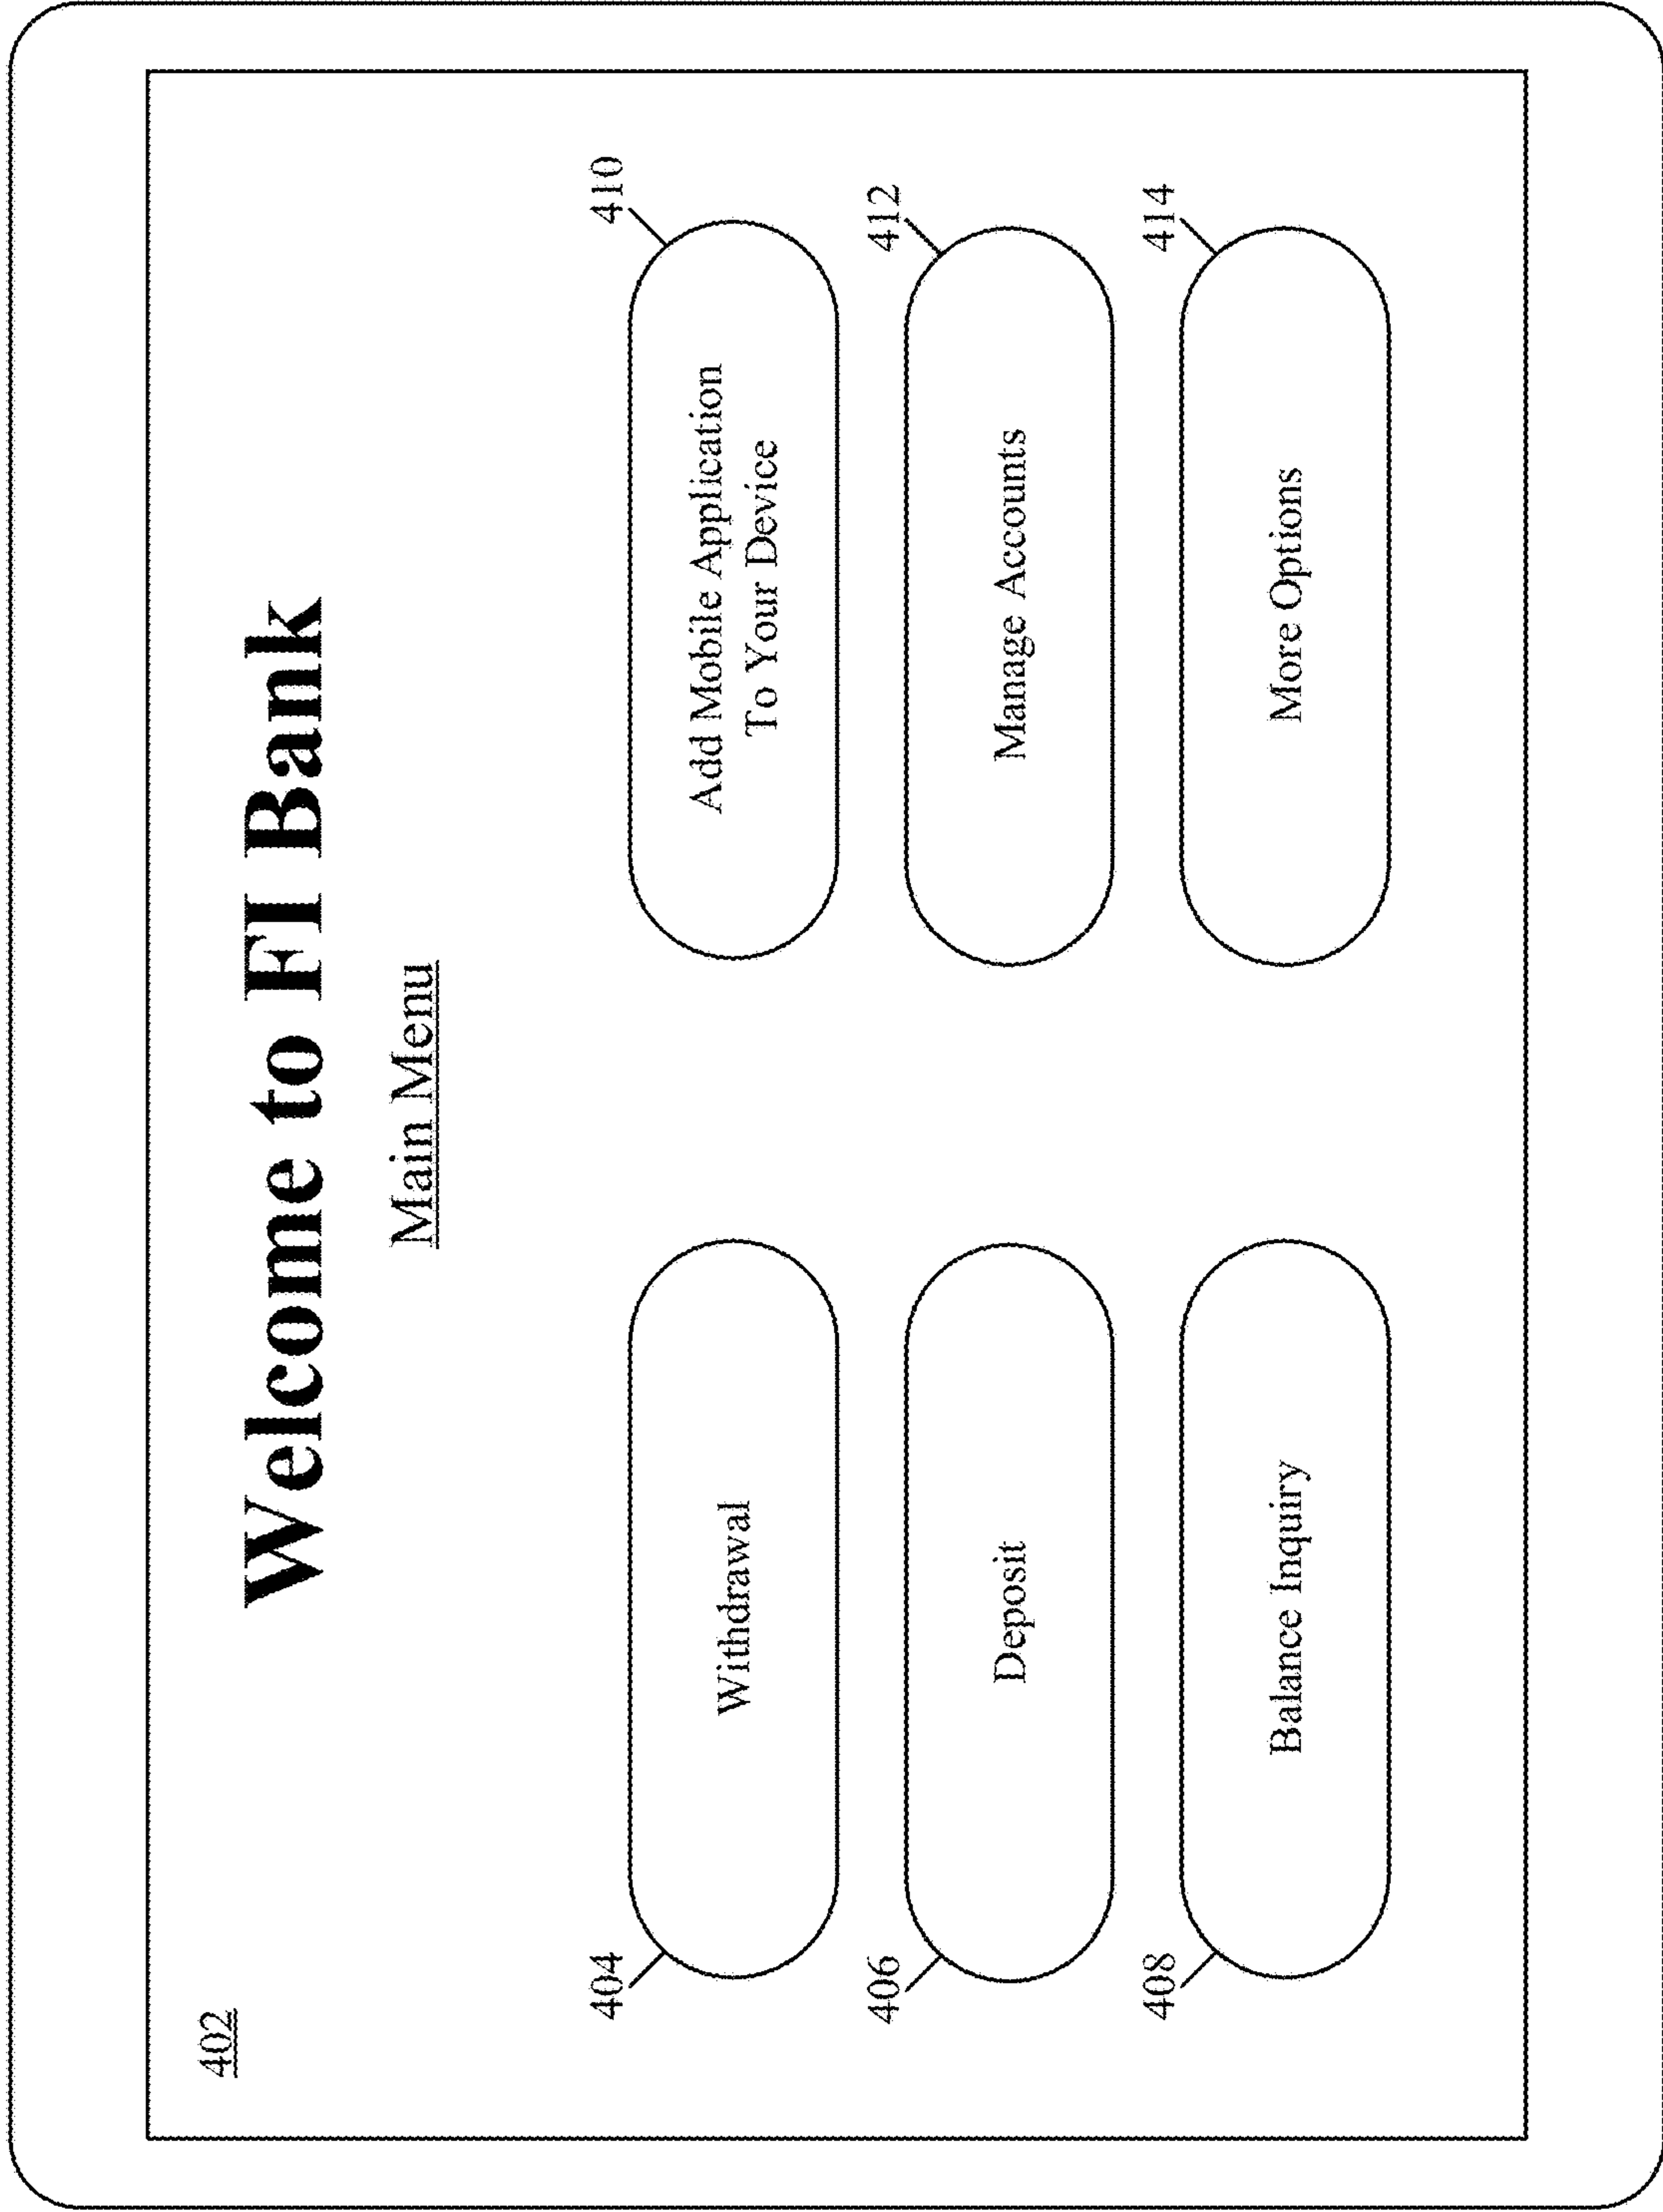 402
Welcome to FI Bank
Main Menu
404
Withdrawal
410
Add Mobile Application
To Your Device
406
Deposit
412
Manage Accounts
408
Balance Inquiry
414
More Options